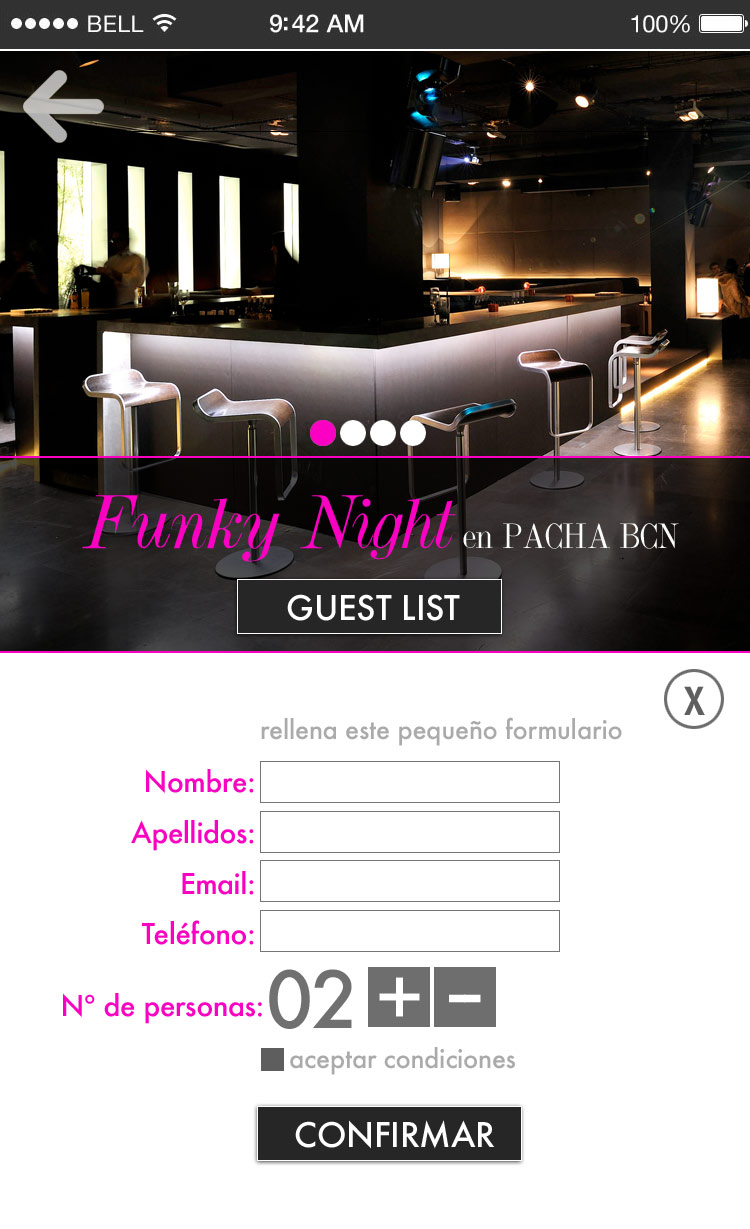 BELL 9:42 AM 100%
Funky Night en PACHA BCN
GUEST LIST
X
rellena este pequeño formulario
Nombre:
Apellidos:
Email:
Teléfono:
Nº de personas: 02 + −
aceptar condiciones
CONFIRMAR